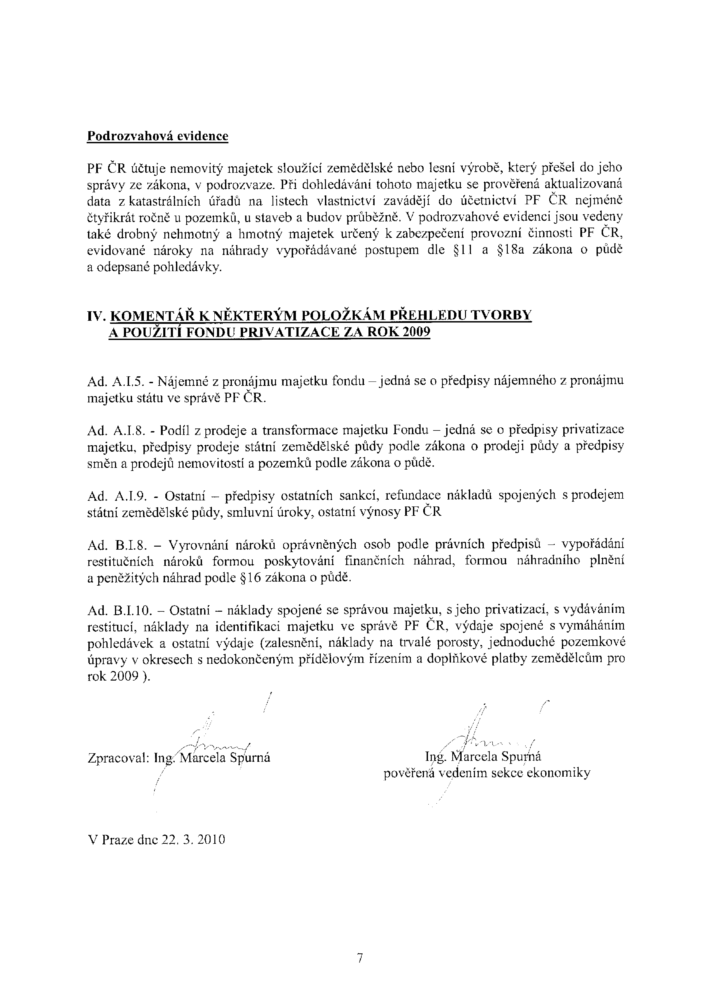 Podrozvahová evidence
PF ČR účtuje nemovitý majetek sloužící zemědělské nebo lesní výrobě, který přešel do jeho
správy ze zákona, v podrozvaze. Při dohledávání tohoto majetku se prověřená aktualizovaná
data z katastrálních úřadů na listech vlastnictví zavádějí do účetnictví PF ČR nejméně
čtyřikrát ročně u pozemků, u staveb a budov průběžně. V podrozvahové evidenci jsou vedeny
také drobný nehmotný a hmotný majetek určený k zabezpečení provozní činnosti PF ČR,
evidované nároky na náhrady vypořádávané postupem dle §11 a §18a zákona o půdě
a odepsané pohledávky.
IV. KOMENTÁŘ K NĚKTERÝM POLOŽKÁM PŘEHLEDU TVORBY
A POUŽITÍ FONDU PRIVATIZACE ZA ROK 2009
Ad. A.I.5. - Nájemné z pronájmu majetku fondu – jedná se o předpisy nájemného z pronájmu
majetku státu ve správě PF ČR.
Ad. A.I.8. - Podíl z prodeje a transformace majetku Fondu – jedná se o předpisy privatizace
majetku, předpisy prodeje státní zemědělské půdy podle zákona o prodeji půdy a předpisy
směn a prodejů nemovitostí a pozemků podle zákona o půdě.
Ad. A.I.9. - Ostatní – předpisy ostatních sankcí, refundace nákladů spojených s prodejem
státní zemědělské půdy, smluvní úroky, ostatní výnosy PF ČR
Ad. B.I.8. – Vyrovnání nároků oprávněných osob podle právních předpisů – vypořádání
restitučních nároků formou poskytování finančních náhrad, formou náhradního plnění
a peněžitých náhrad podle §16 zákona o půdě.
Ad. B.I.10. – Ostatní – náklady spojené se správou majetku, s jeho privatizací, s vydáváním
restitucí, náklady na identifikaci majetku ve správě PF ČR, výdaje spojené s vymáháním
pohledávek a ostatní výdaje (zalesnění, náklady na trvalé porosty, jednoduché pozemkové
úpravy v okresech s nedokončeným přídělovým řízením a doplňkové platby zemědělcům pro
rok 2009 ).
Zpracoval: Ing. Marcela Spurná
Ing. Marcela Spurná
pověřená vedením sekce ekonomiky
V Praze dne 22. 3. 2010
7